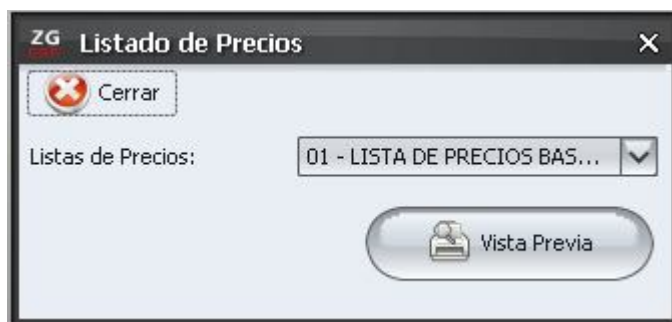 ZG Listado de Precios
Cerrar
Listas de Precios: 01 - LISTA DE PRECIOS BAS...
Vista Previa